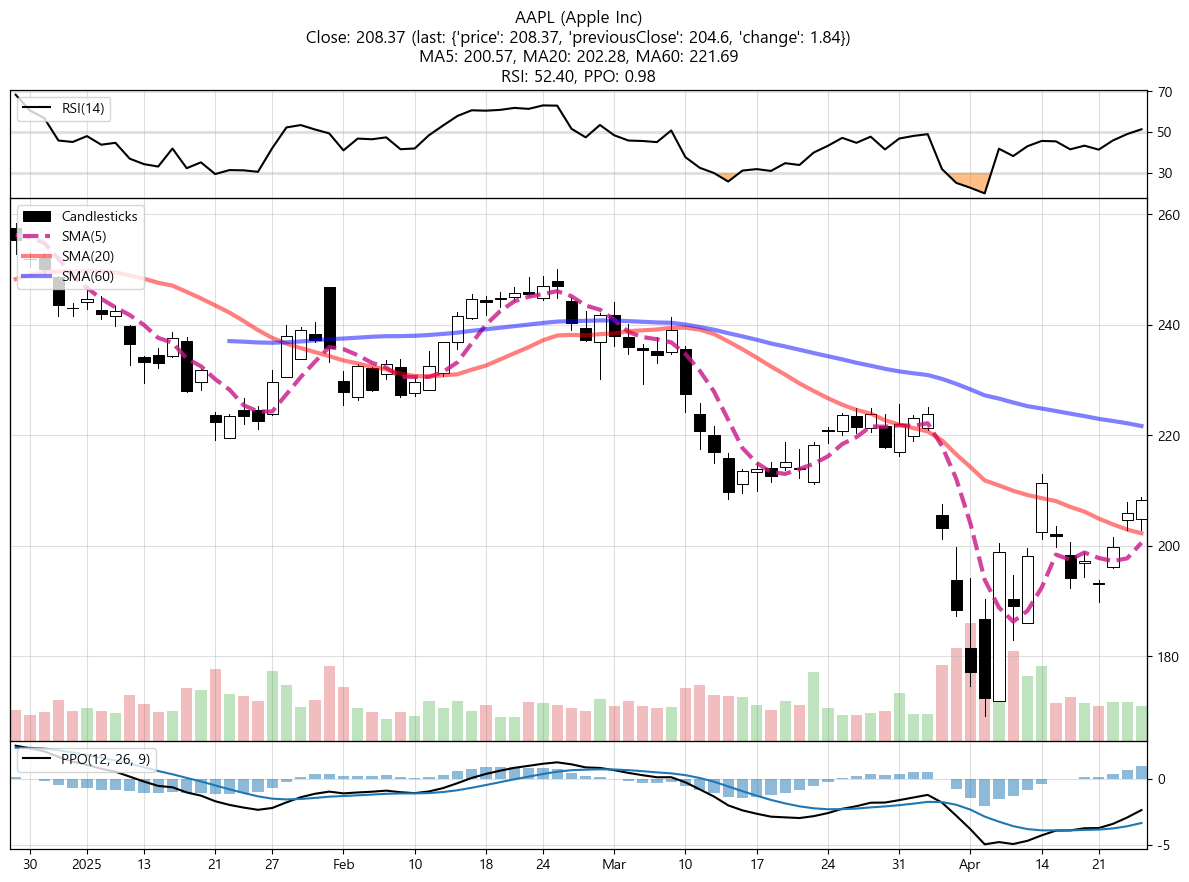 AAPL (Apple Inc)
Close: 208.37 (last: {'price': 208.37, 'previousClose': 204.6, 'change': 1.84})
MA5: 200.57, MA20: 202.28, MA60: 221.69
RSI: 52.40, PPO: 0.98
RSI(14)
70
50
30
Candlesticks
SMA(5)
SMA(20)
SMA(60)
260
240
220
200
180
PPO(12, 26, 9)
0
-5
30 2025 13 21 27 Feb 10 18 24 Mar 10 17 24 31 Apr 14 21